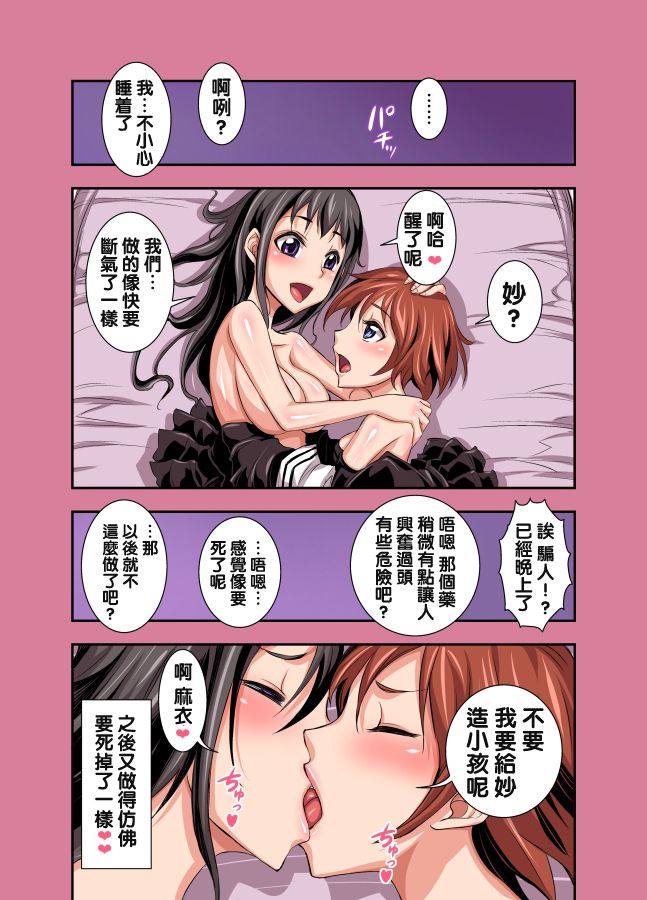 ……
パチッ
啊咧？
我…不小心
睡着了
啊哈
醒了呢❤
妙？
我們…
做的像快要
斷氣了一樣
誒 騙人！？
已經晚上了
唔嗯 那個藥
稍微有點讓人
興奮過頭
有些危險吧？
…唔嗯…
感覺像要
死了呢
…那
以後就不
這麼做了吧？
不要
我要給妙
造小孩呢
啊 麻衣❤
ちゅっ❤
ちゅっ❤
之後又做得仿佛
要死掉了一樣❤❤